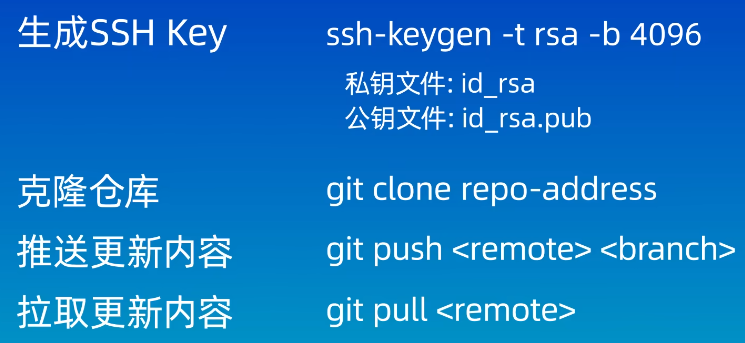 生成SSH Key
ssh-keygen -t rsa -b 4096
私钥文件: id_rsa
公钥文件: id_rsa.pub
克隆仓库
git clone repo-address
推送更新内容
git push <remote> <branch>
拉取更新内容
git pull <remote>